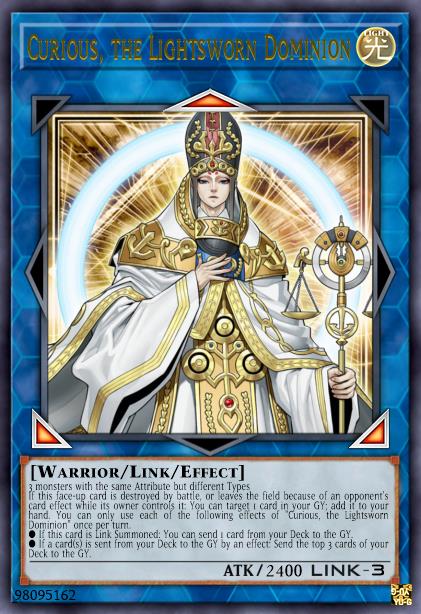 CURIOUS, THE LIGHTSWORN DOMINION
LIGHT
光
[WARRIOR/LINK/EFFECT]
3 monsters with the same Attribute but different Types
If this face-up card is destroyed by battle, or leaves the field because of an opponent's
card effect while its owner controls it: You can target 1 card in your GY; add it to your
hand. You can only use each of the following effects of "Curious, the Lightsworn
Dominion" once per turn.
● If this card is Link Summoned: You can send 1 card from your Deck to the GY.
● If a card(s) is sent from your Deck to the GY by an effect: Send the top 3 cards of your
Deck to the GY.
ATK/2400 LINK-3
98095162